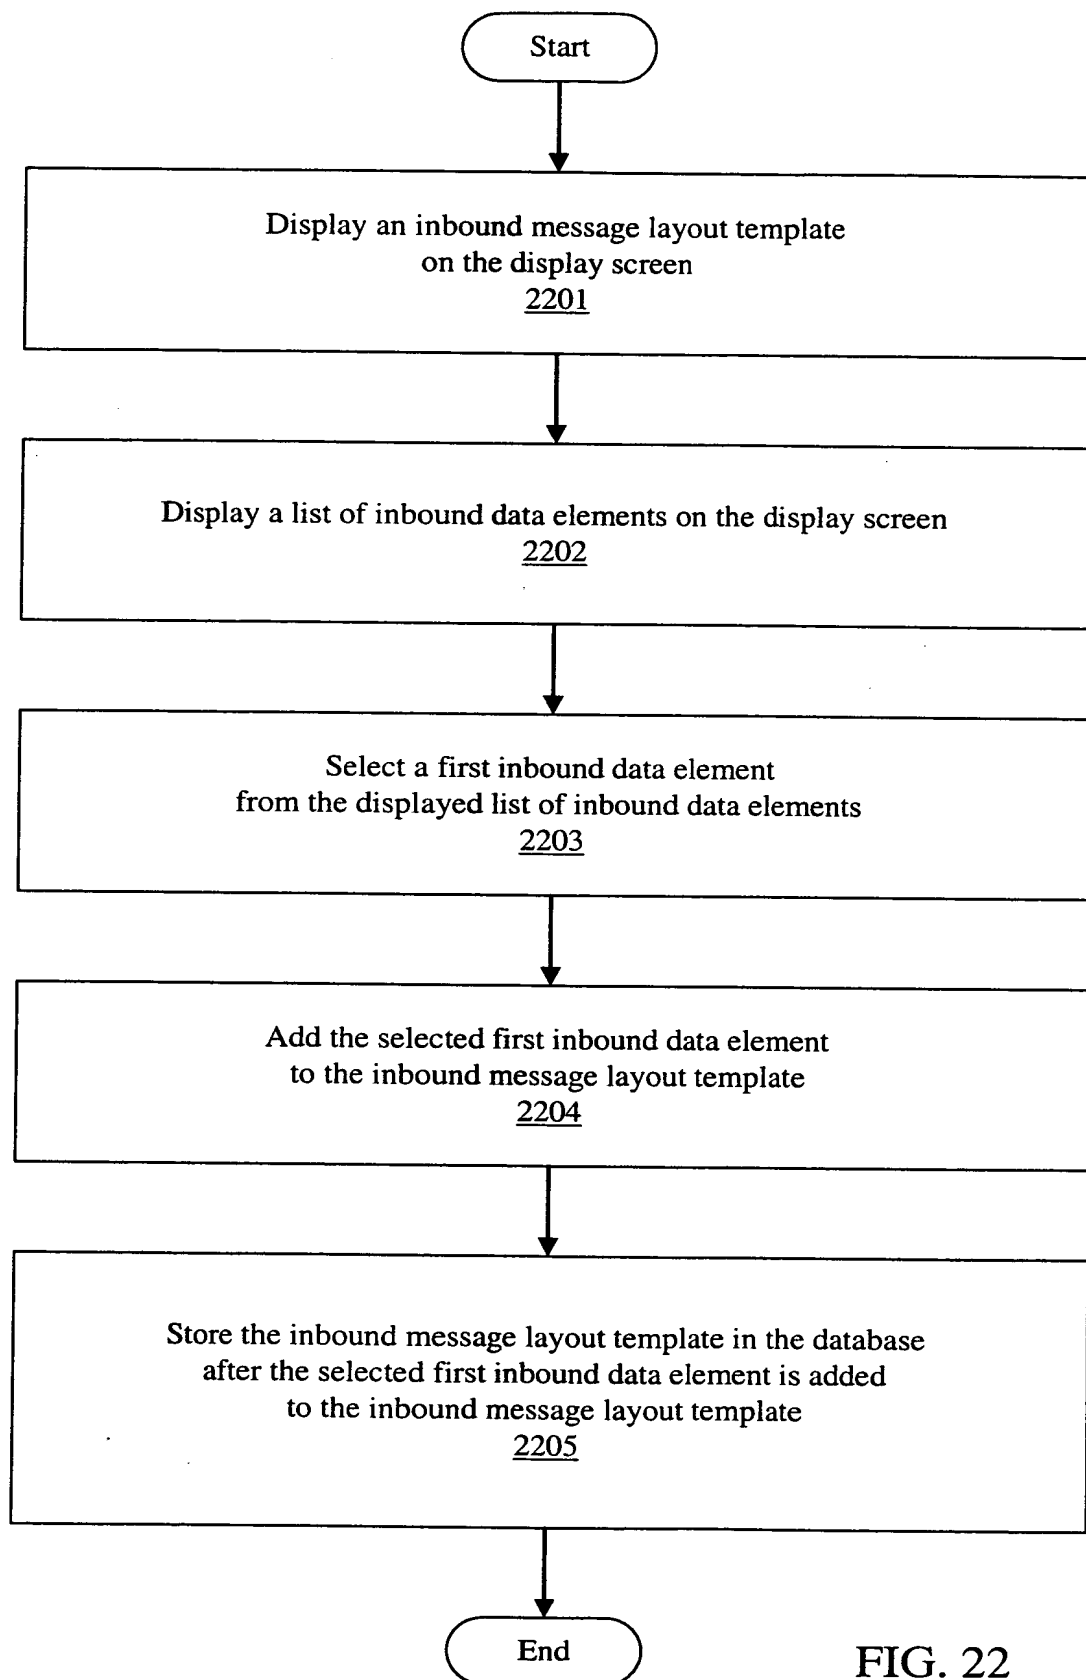 Start
Display an inbound message layout template
on the display screen
2201
Display a list of inbound data elements on the display screen
2202
Select a first inbound data element
from the displayed list of inbound data elements
2203
Add the selected first inbound data element
to the inbound message layout template
2204
Store the inbound message layout template in the database
after the selected first inbound data element is added
to the inbound message layout template
2205
End
FIG. 22